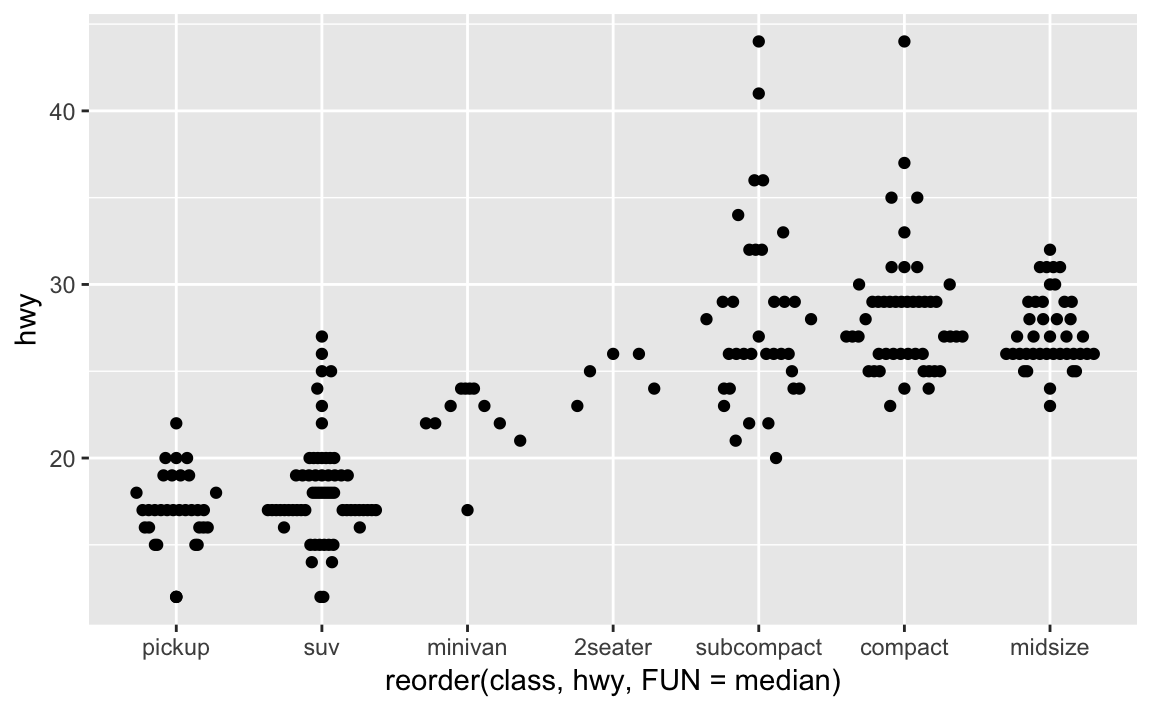 40
30
20
hwy
pickup suv minivan 2seater subcompact compact midsize
reorder(class, hwy, FUN = median)